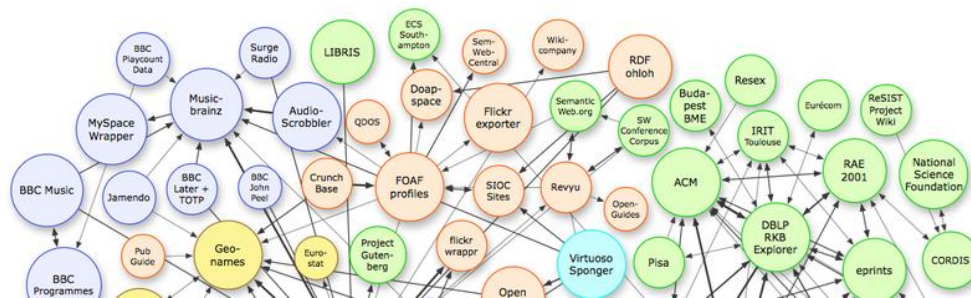 BBC
Playcount
Data
Surge
Radio
LIBRIS
ECS
South-
ampton
Sem-
Web-
Central
Wiki-
company
RDF
ohloh
Music-
brainz
Audio-
Scrobbler
MySpace
Wrapper
QDOS
Doap-
space
Flickr
exporter
Semantic
Web.org
SW
Conference
Corpus
Buda-
pest
BME
Resex
Eurécom
ReSIST
Project
Wiki
IRIT
Toulouse
BBC Music
Jamendo
BBC
Later +
TOTP
BBC
John
Peel
Crunch
Base
FOAF
profiles
SIOC
Sites
Revyu
Open-
Guides
ACM
RAE
2001
National
Science
Foundation
Pub
Guide
Geo-
names
Euro-
stat
Project
Guten-
berg
flickr
wrappr
Virtuoso
Sponger
Pisa
DBLP
RKB
Explorer
eprints
CORDIS
BBC
Programmes
Open